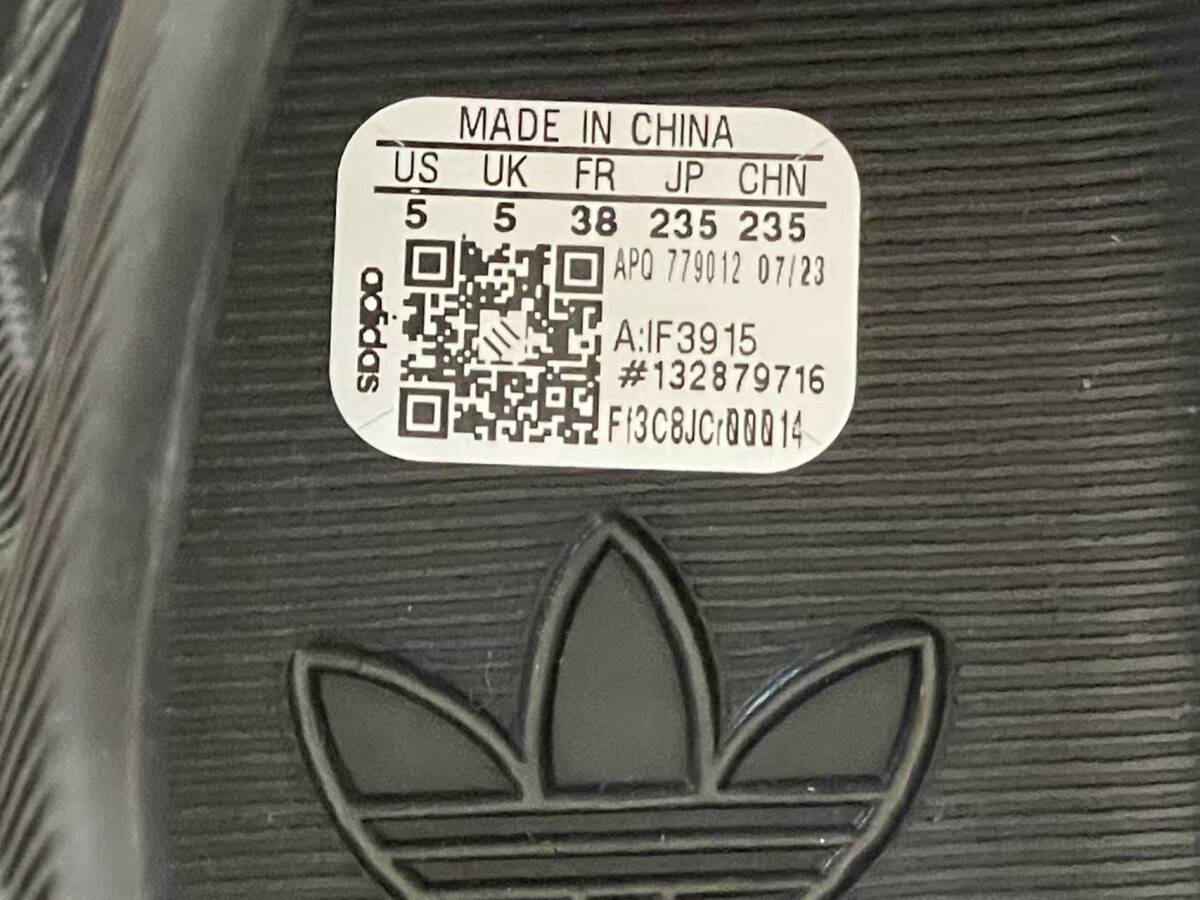 MADE IN CHINA
US UK FR JP CHN
5 5 38 235 235
APQ 779012 07/23
A:IF3915
#132879716
Ff3C8JCr00014
adidas